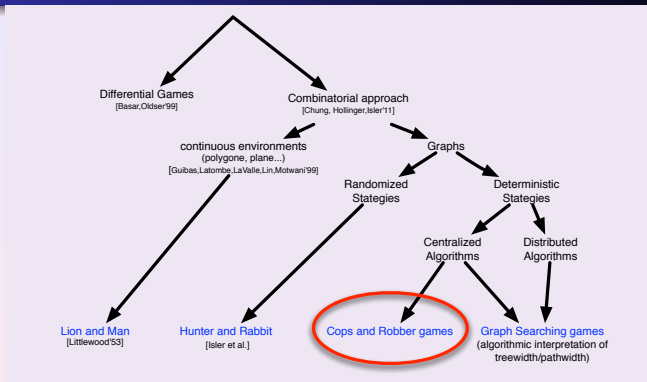 Differential Games
[Basar,Oldser'99]
Combinatorial approach
[Chung, Hollinger,Isler'11]
continuous environments
(polygone, plane...)
[Guibas,Latombe,LaValle,Lin,Motwani'99]
Graphs
Randomized
Stategies
Deterministic
Stategies
Centralized
Algorithms
Distributed
Algorithms
Lion and Man
[Littlewood'53]
Hunter and Rabbit
[Isler et al.]
Cops and Robber games
Graph Searching games
(algorithmic interpretation of
treewidth/pathwidth)